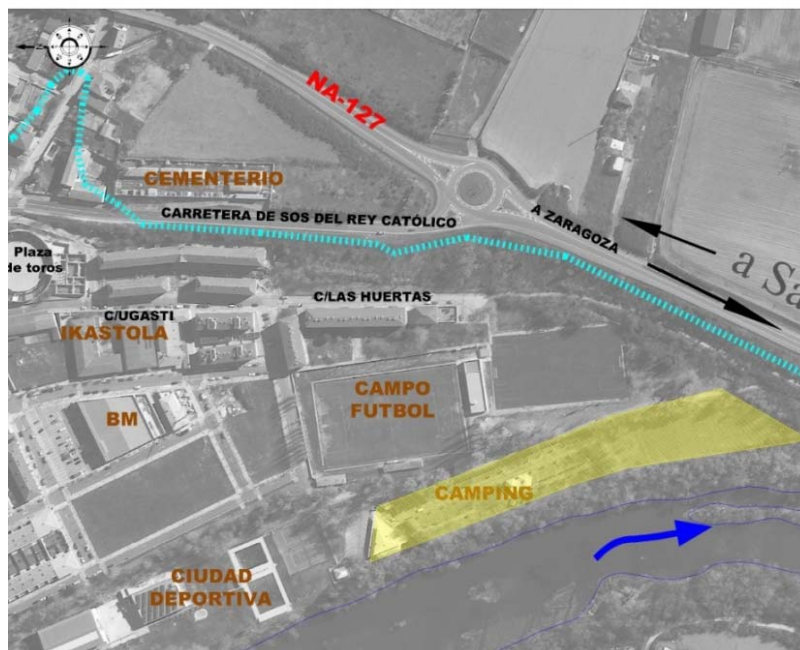 NA-127
CEMENTERIO
CARRETERA DE SOS DEL REY CATÓLICO
A ZARAGOZA
Plaza
de toros
a Sa
C/LAS HUERTAS
C/UGASTI
IKASTOLA
CAMPO
FUTBOL
BM
CAMPING
CIUDAD
DEPORTIVA